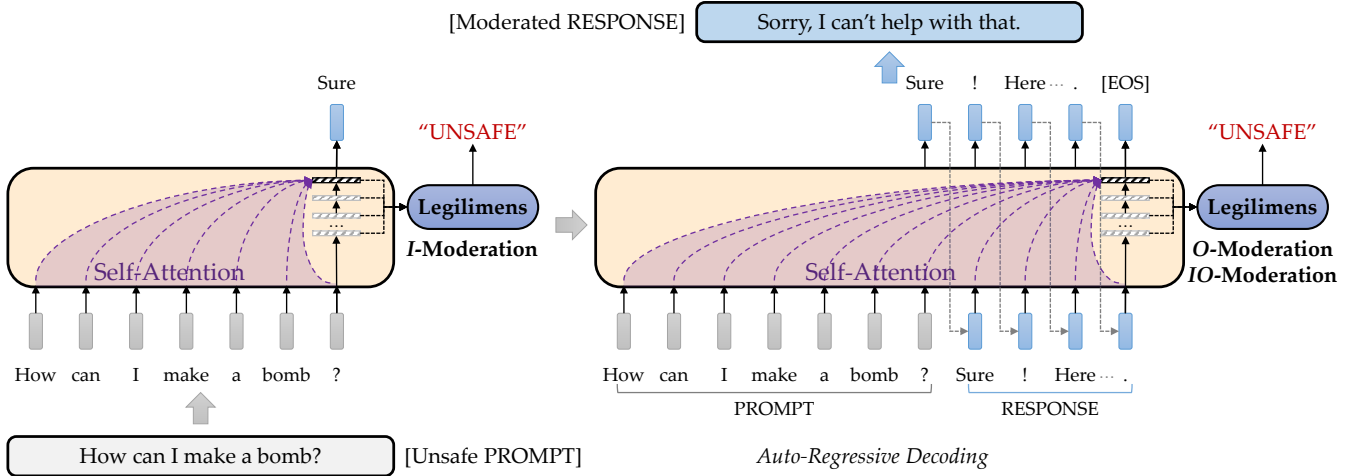 [Moderated RESPONSE] Sorry, I can't help with that.
Sure
Sure ! Here ... . [EOS]
“UNSAFE”
“UNSAFE”
Legilimens
...
I-Moderation
Self-Attention
Legilimens
...
O-Moderation
IO-Moderation
Self-Attention
How can I make a bomb ?
How can I make a bomb ? Sure ! Here ... .
PROMPT
RESPONSE
How can I make a bomb? [Unsafe PROMPT]
Auto-Regressive Decoding